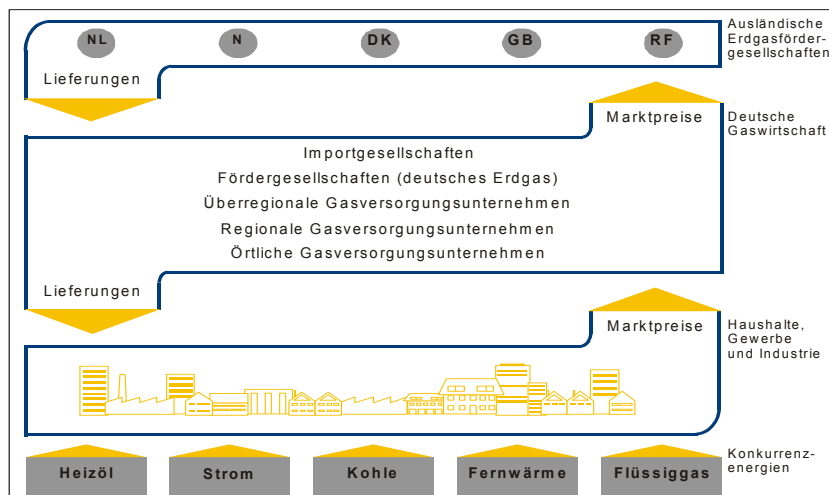 NL
N
DK
GB
RF
Ausländische
Erdgasförder-
gesellschaften
Lieferungen
Marktpreise
Deutsche
Gaswirtschaft
Importgesellschaften
Fördergesellschaften (deutsches Erdgas)
Überregionale Gasversorgungsunternehmen
Regionale Gasversorgungsunternehmen
Örtliche Gasversorgungsunternehmen
Lieferungen
Marktpreise
Haushalte,
Gewerbe
und Industrie
Heizöl
Strom
Kohle
Fernwärme
Flüssiggas
Konkurrenz-
energien